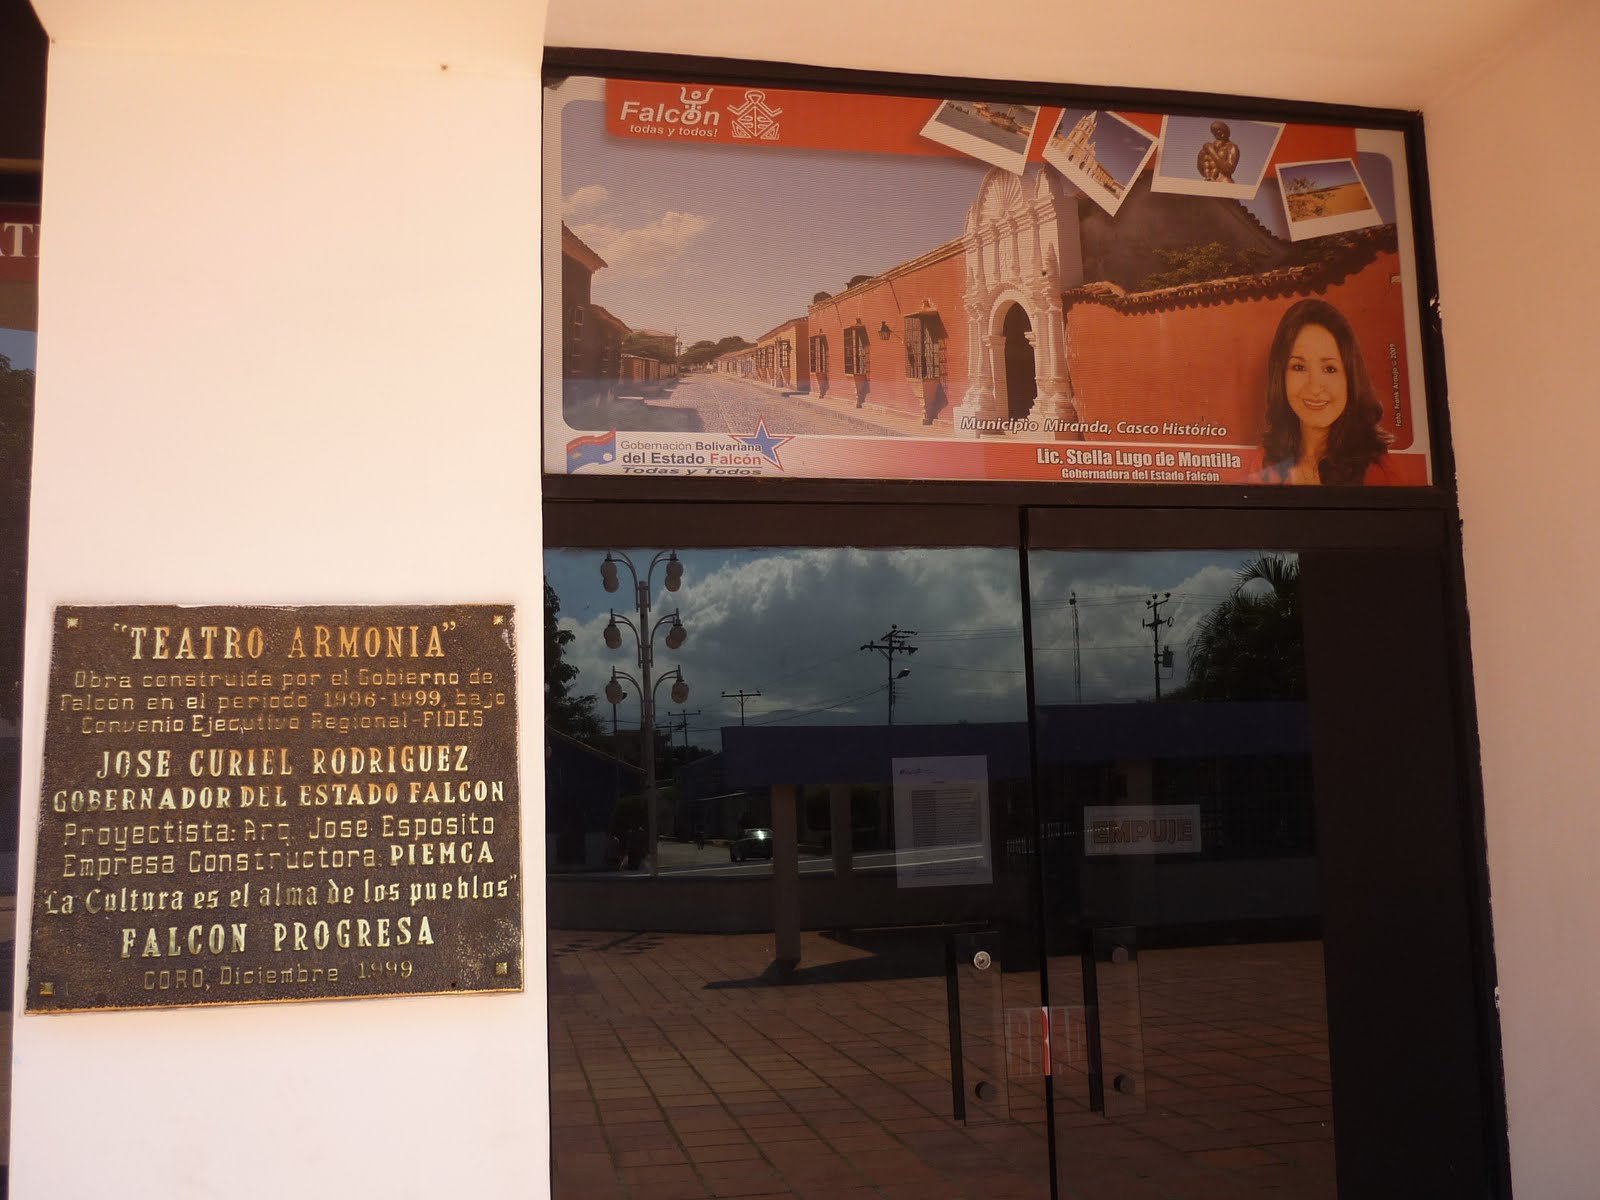 Falcón
todas y todos!
Municipio Miranda, Casco Histórico
Gobernación Bolivariana
del Estado Falcón
Todas y Todos
Lic. Stella Lugo de Montilla
Gobernadora del Estado Falcón
"TEATRO ARMONIA"
Obra construida por el Gobierno de
Falcon en el periodo 1996-1999, bajo
Convenio Ejecutivo Regional-FIDES
JOSE CURIEL RODRIGUEZ
GOBERNADOR DEL ESTADO FALCON
Proyectista: Arq. Jose Espósito
Empresa Constructora: PIEMCA
"La Cultura es el alma de los pueblos"
FALCON PROGRESA
CORO, Diciembre 1999
EMPUJE